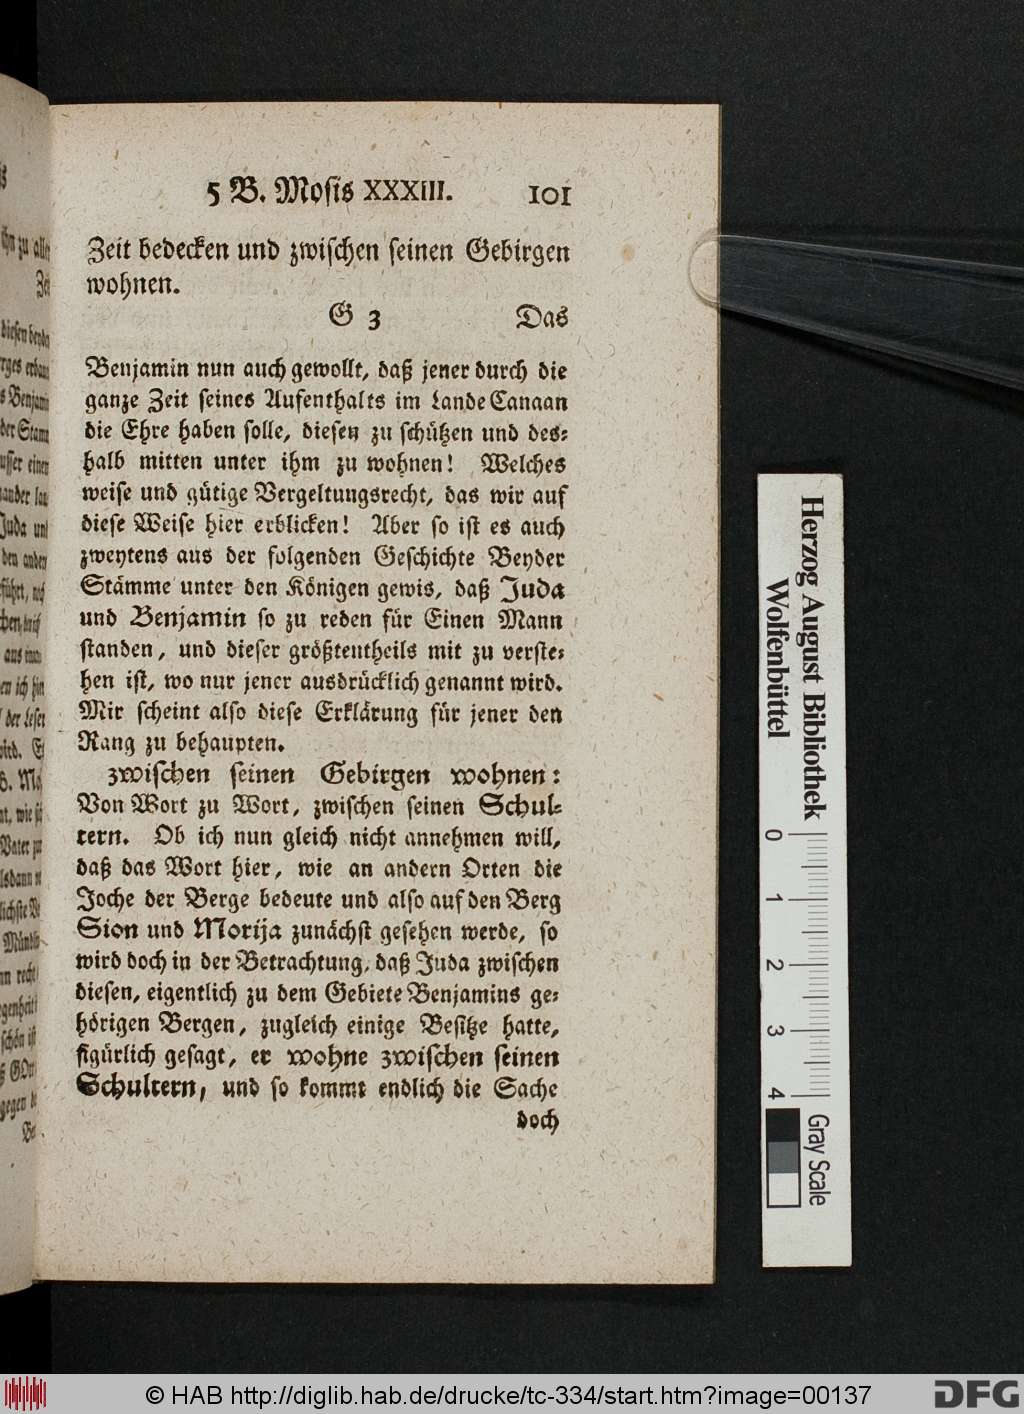 5 B. Mosis XXXIII. 101
Zeit bedecken und zwischen seinen Gebirgen
wohnen.
G 3 Das
Benjamin nun auch gewollt, daß jener durch die
ganze Zeit seines Aufenthalts im Lande Canaan
die Ehre haben solle, diesen zu schützen und des-
halb mitten unter ihm zu wohnen! Welches
weise und gütige Vergeltungsrecht, das wir auf
diese Weise hier erblicken! Aber so ist es auch
zweytens aus der folgenden Geschichte Beyder
Stämme unter den Königen gewis, daß Juda
und Benjamin so zu reden für Einen Mann
standen, und dieser größtentheils mit zu verste-
hen ist, wo nur jener ausdrücklich genannt wird.
Mir scheint also diese Erklärung für jener den
Rang zu behaupten.
zwischen seinen Gebirgen wohnen:
Von Wort zu Wort, zwischen seinen Schul-
tern. Ob ich nun gleich nicht annehmen will,
daß das Wort hier, wie an andern Orten die
Joche der Berge bedeute und also auf den Berg
Sion und Morija zunächst gesehen werde, so
wird doch in der Betrachtung, daß Juda zwischen
diesen, eigentlich zu dem Gebiete Benjamins ge-
hörigen Bergen, zugleich einige Besitze hatte,
figürlich gesagt, er wohne zwischen seinen
Schultern, und so kommt endlich die Sache
doch
Herzog August Bibliothek
Wolfenbüttel
0 1 2 3 4
Gray Scale
© HAB http://diglib.hab.de/drucke/tc-334/start.htm?image=00137
DFG